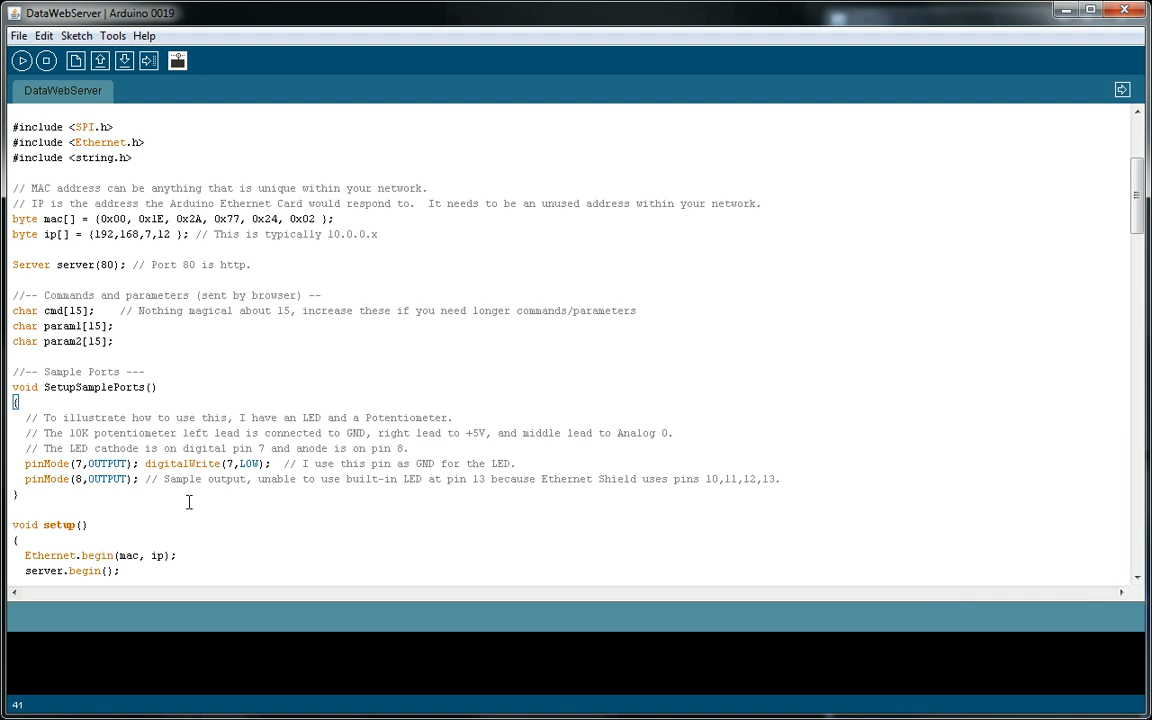 DataWebServer | Arduino 0019
File Edit Sketch Tools Help
DataWebServer
#include <SPI.h>
#include <Ethernet.h>
#include <string.h>
// MAC address can be anything that is unique within your network.
// IP is the address the Arduino Ethernet Card would respond to.  It needs to be an unused address within your network.
byte mac[] = {0x00, 0x1E, 0x2A, 0x77, 0x24, 0x02 };
byte ip[] = {192,168,7,12 }; // This is typically 10.0.0.x
Server server(80); // Port 80 is http.
//-- Commands and parameters (sent by browser) --
char cmd[15];    // Nothing magical about 15, increase these if you need longer commands/parameters
char param1[15];
char param2[15];
//-- Sample Ports ---
void SetupSamplePorts()
{
  // To illustrate how to use this, I have an LED and a Potentiometer.
  // The 10K potentiometer left lead is connected to GND, right lead to +5V, and middle lead to Analog 0.
  // The LED cathode is on digital pin 7 and anode is on pin 8.
  pinMode(7,OUTPUT); digitalWrite(7,LOW);  // I use this pin as GND for the LED.
  pinMode(8,OUTPUT); // Sample output, unable to use built-in LED at pin 13 because Ethernet Shield uses pins 10,11,12,13.
}
void setup()
{
  Ethernet.begin(mac, ip);
  server.begin();
41